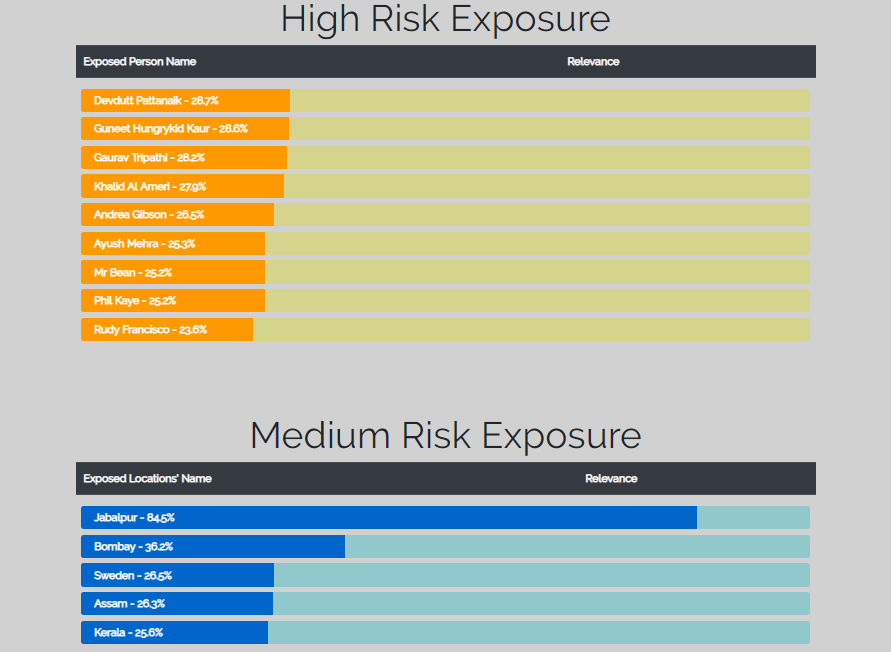 High Risk Exposure
Exposed Person Name Relevance
Devdutt Pattanaik - 28.7%
Guneet Hungrykid Kaur - 28.6%
Gaurav Tripathi - 28.2%
Khalid Al Ameri - 27.9%
Andrea Gibson - 26.5%
Ayush Mehra - 25.3%
Mr Bean - 25.2%
Phil Kaye - 25.2%
Rudy Francisco - 23.6%
Medium Risk Exposure
Exposed Locations' Name Relevance
Jabalpur - 84.5%
Bombay - 36.2%
Sweden - 26.5%
Assam - 26.3%
Kerala - 25.6%